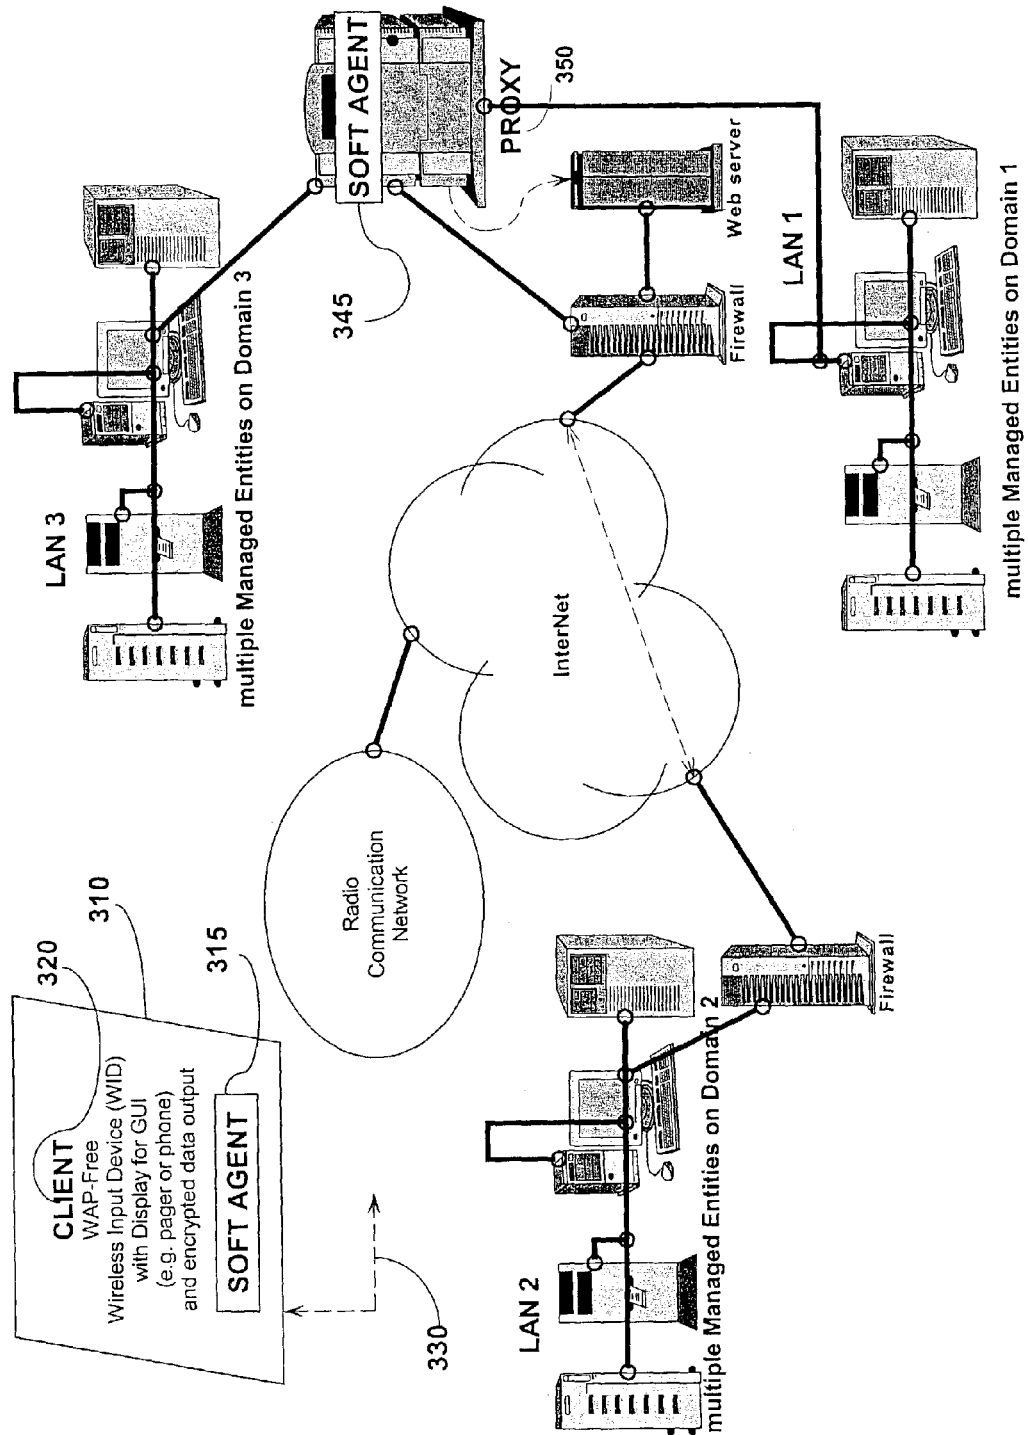 CLIENT
WAP-Free
Wireless Input Device (WID)
with Display for GUI
(e.g. pager or phone)
and encrypted data output
SOFT AGENT
320
310
315
330
Radio
Communication
Network
LAN 3
multiple Managed Entities on Domain 3
345
SOFT AGENT
PROXY
350
InterNet
Firewall
Web server
LAN 2
multiple Managed Entities on Domain 2
Firewall
LAN 1
multiple Managed Entities on Domain 1